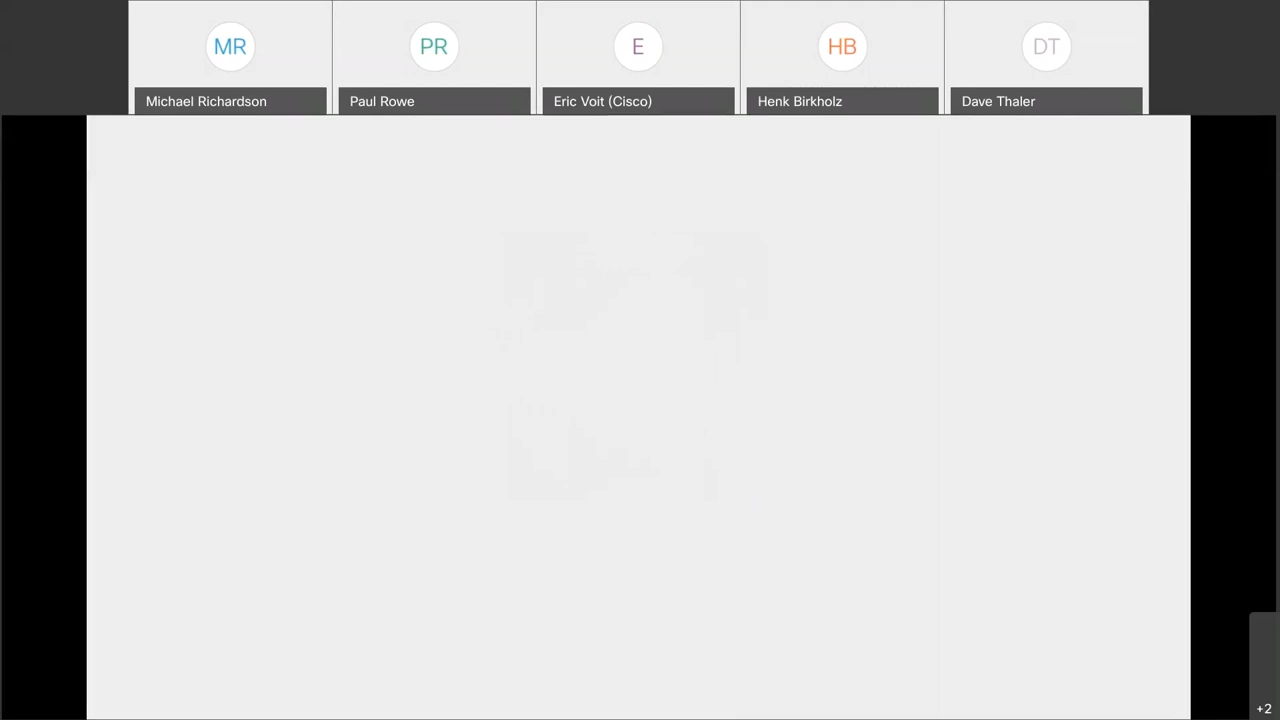 MR PR E HB DT
Michael Richardson Paul Rowe Eric Voit (Cisco) Henk Birkholz Dave Thaler
+2